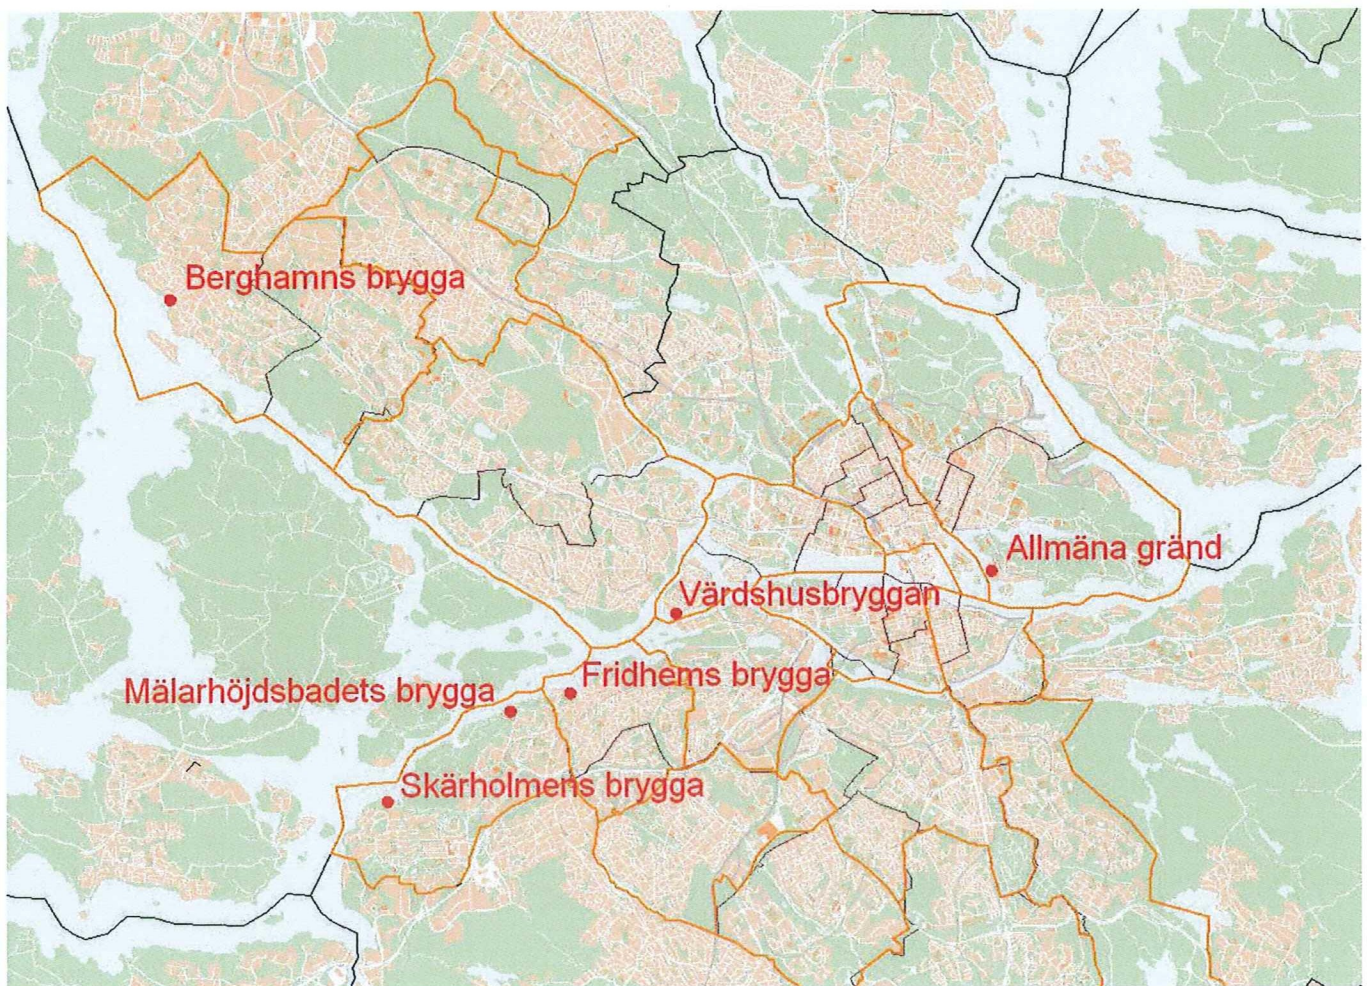 Berghamns brygga
Allmäna gränd
Värdshusbryggan
Fridhems brygga
Mälarhöjdsbadets brygga
Skärholmens brygga